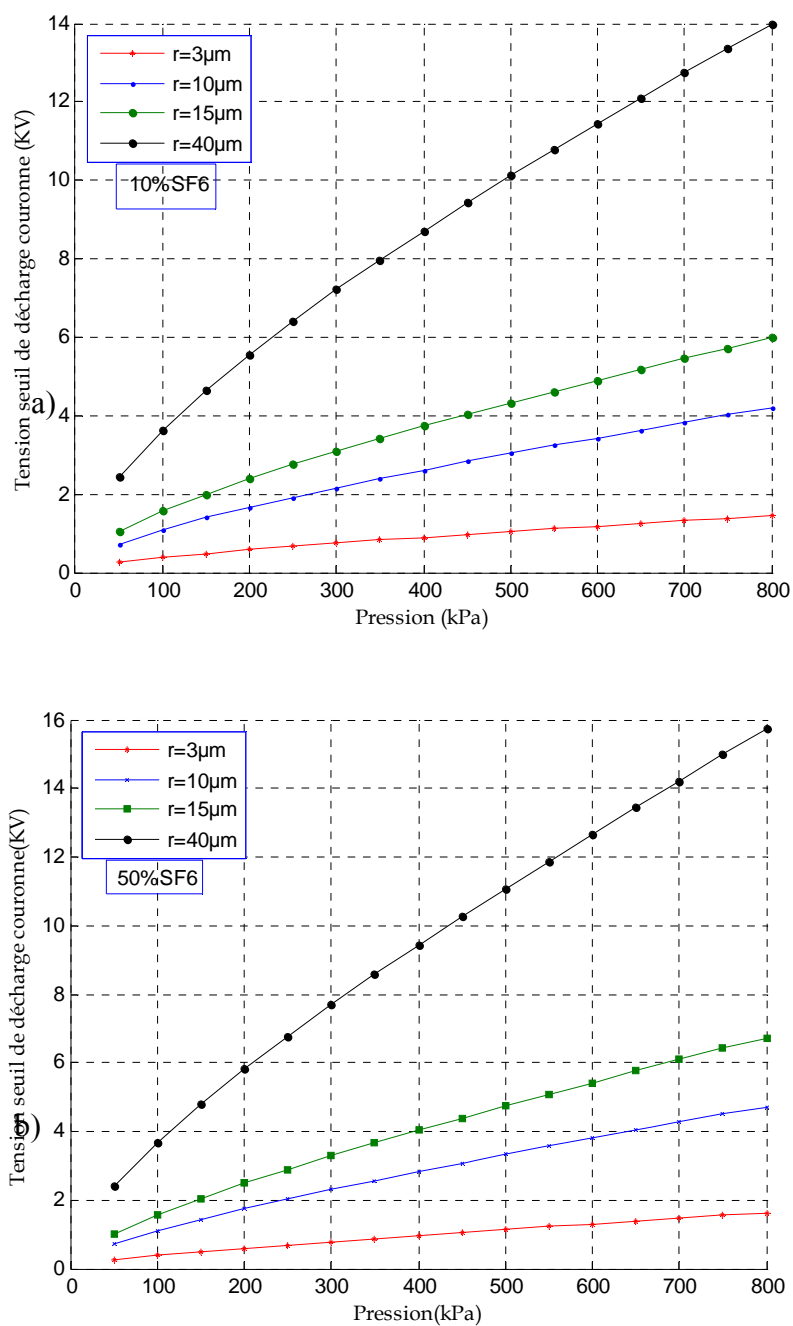 14
12
10
8
6
4
2
0
r=3µm
r=10µm
r=15µm
r=40µm
10%SF6
Tension seuil de décharge couronne (KV)
a)
0
100
200
300
400
500
600
700
800
Pression (kPa)
16
14
12
10
8
6
4
2
0
r=3µm
r=10µm
r=15µm
r=40µm
50%SF6
Tension seuil de décharge couronne(KV)
b)
0
100
200
300
400
500
600
700
800
Pression(kPa)